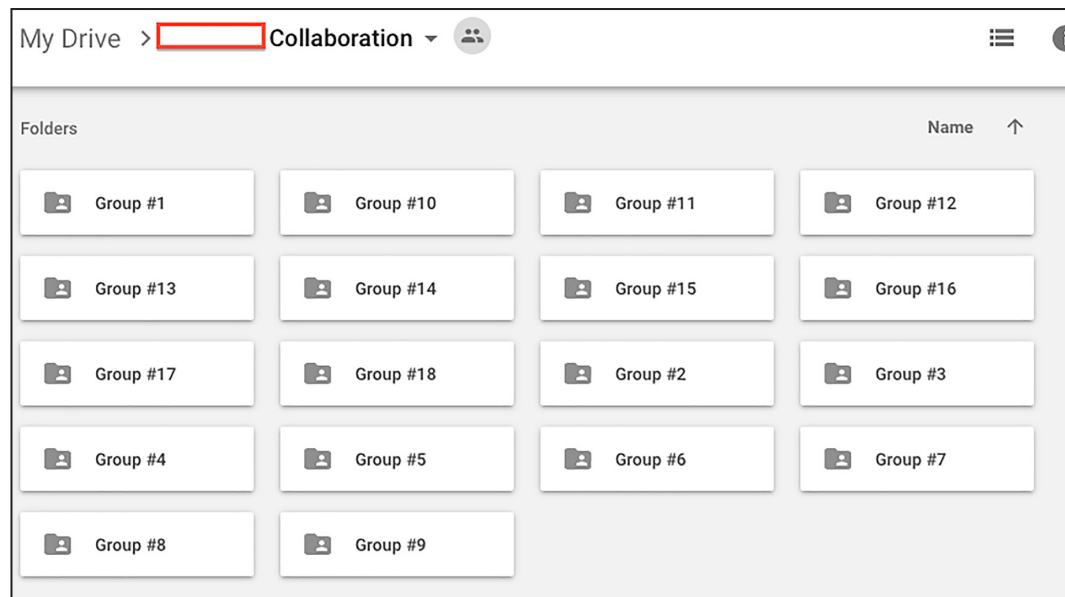 My Drive > Collaboration
Folders Name
Group #1 Group #10 Group #11 Group #12
Group #13 Group #14 Group #15 Group #16
Group #17 Group #18 Group #2 Group #3
Group #4 Group #5 Group #6 Group #7
Group #8 Group #9